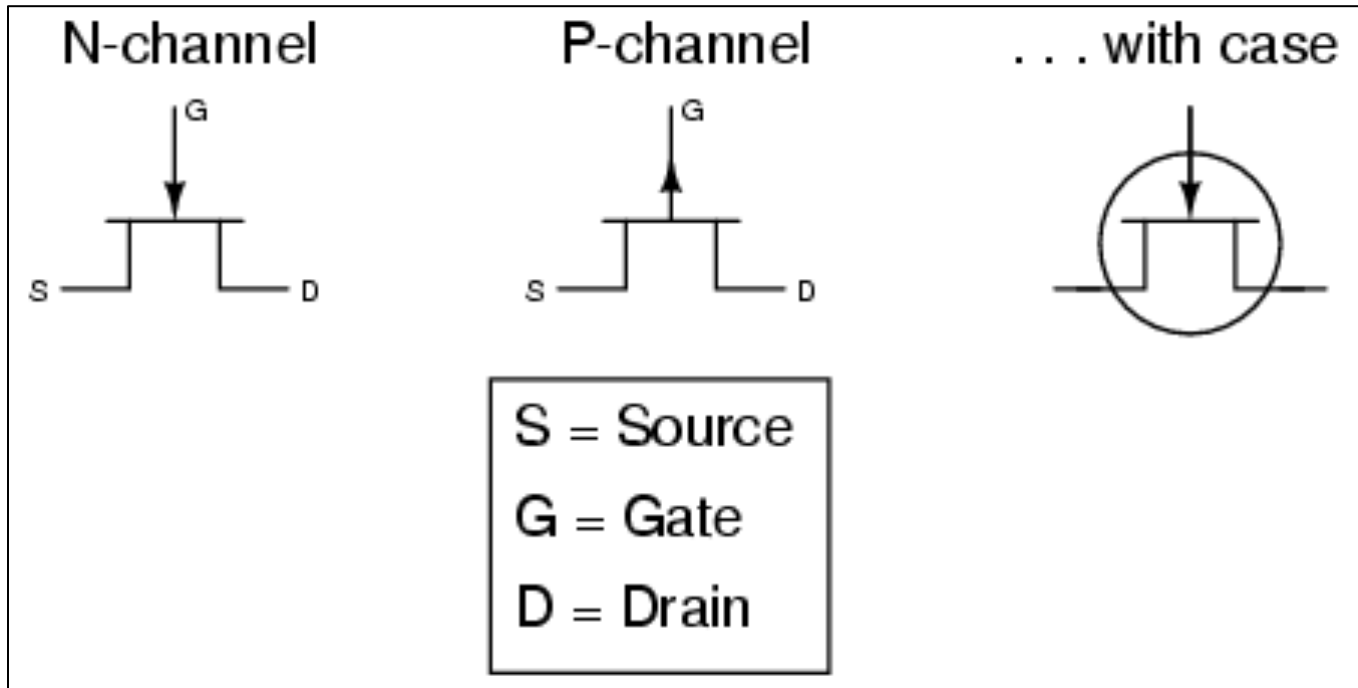 N-channel
P-channel
. . . with case
G
G
S
D
S
D
S = Source
G = Gate
D = Drain